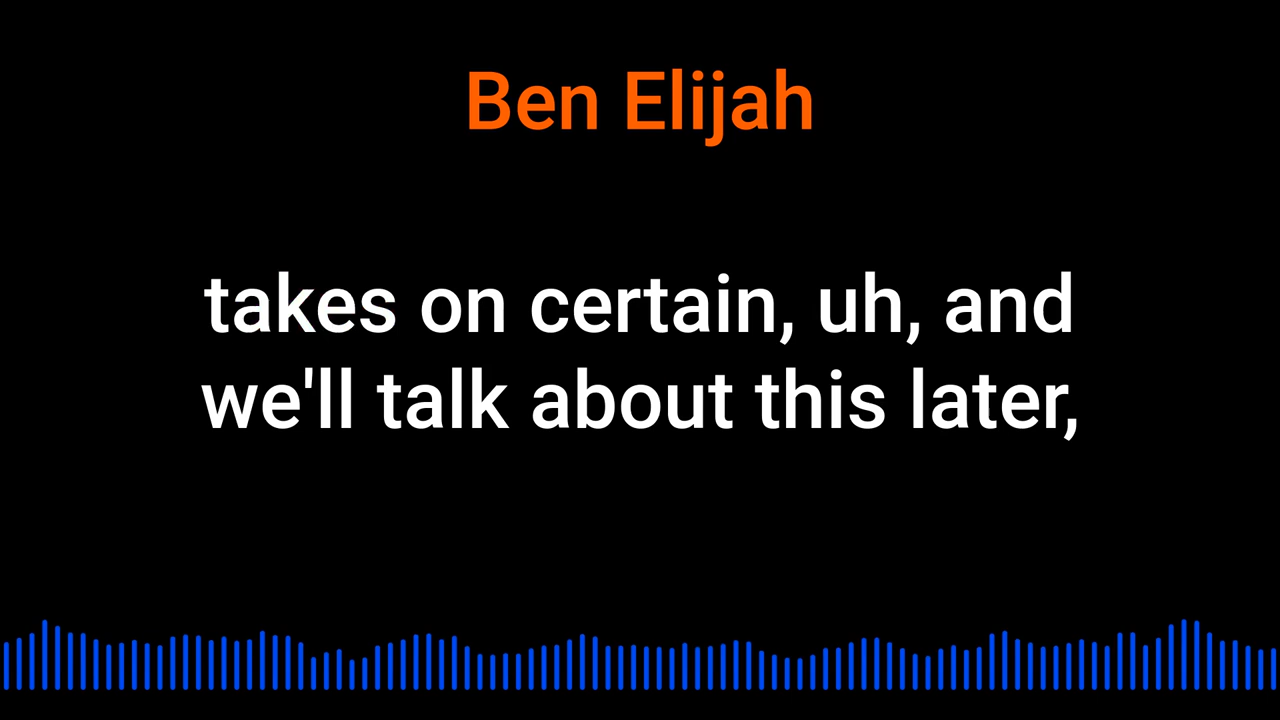 Ben Elijah
takes on certain, uh, and
we'll talk about this later,